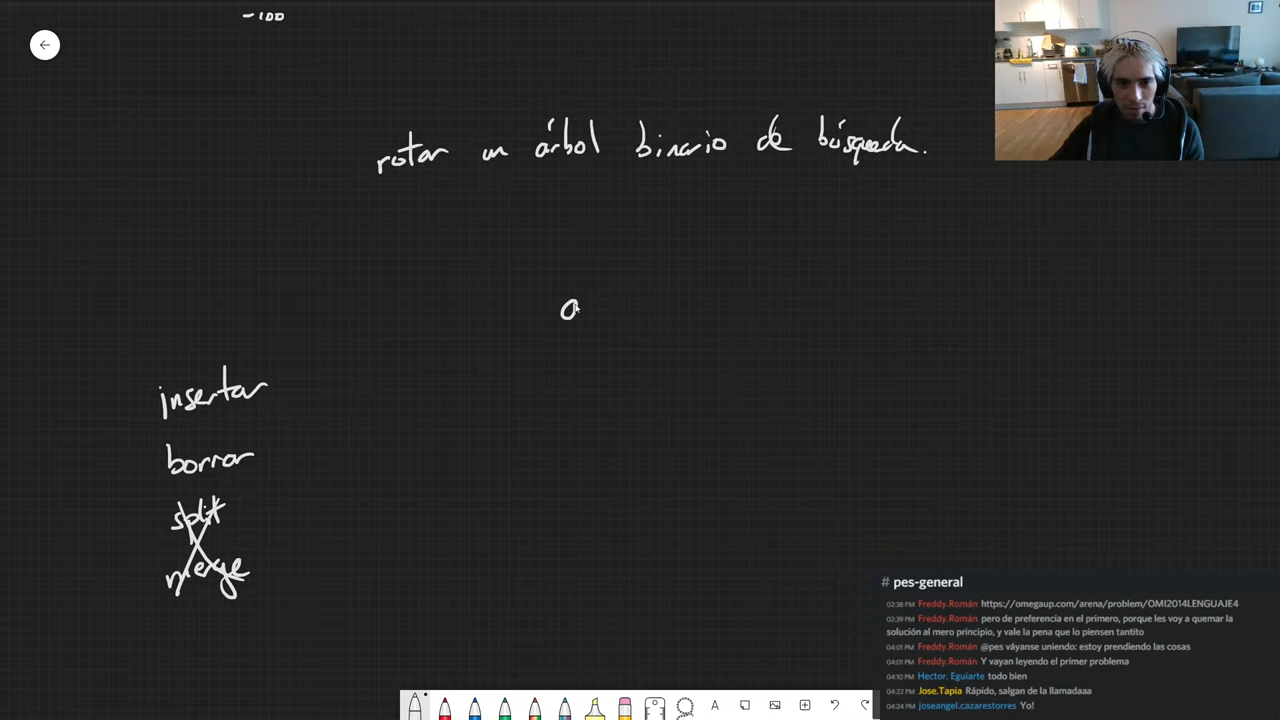 -100
rotar un árbol binario de búsqueda.
a
insertar
borrar
split
merge
# pes-general
02:38 PM Freddy.Román https://omegaup.com/arena/problem/OMI2014LENGUAJE4
02:39 PM Freddy.Román pero de preferencia en el primero, porque les voy a quemar la
solución al mero principio, y vale la pena que lo piensen tantito
04:01 PM Freddy.Román @pes váyanse uniendo: estoy prendiendo las cosas
04:01 PM Freddy.Román Y vayan leyendo el primer problema
04:10 PM Hector. Eguiarte todo bien
04:22 PM Jose.Tapia Rápido, salgan de la llamadaaa
04:24 PM joseangel.cazarestorres Yo!
A